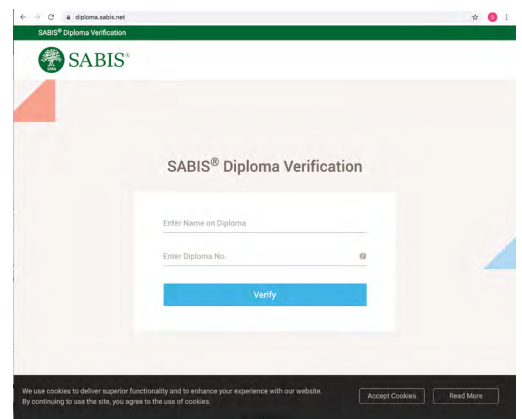 diploma.sabis.net
SABIS® Diploma Verification
SABIS®
SABIS® Diploma Verification
Enter Name on Diploma
Enter Diploma No.
Verify
We use cookies to deliver superior functionality and to enhance your experience with our website.
By continuing to use the site, you agree to the use of cookies.
Accept Cookies
Read More